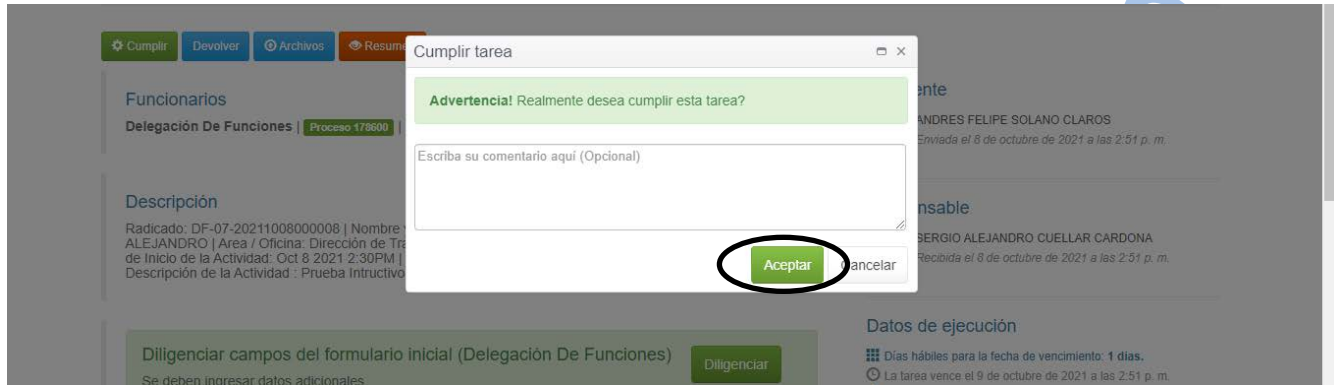 Cumplir Devolver Archivos Resume
Cumplir tarea
Advertencia! Realmente desea cumplir esta tarea?
Escriba su comentario aquí (Opcional)
Aceptar Cancelar
Funcionarios
Delegación De Funciones | Proceso 178600 |
Descripción
Radicado: DF-07-20211008000008 | Nombre
ALEJANDRO | Area / Oficina: Dirección de Tra
de Inicio de la Actividad: Oct 8 2021 2:30PM |
Descripción de la Actividad : Prueba Intructivo
Diligenciar campos del formulario inicial (Delegación De Funciones)
Se deben ingresar datos adicionales
Diligenciar
ente
ANDRES FELIPE SOLANO CLAROS
Enviada el 8 de octubre de 2021 a las 2:51 p. m.
nsable
SERGIO ALEJANDRO CUELLAR CARDONA
Recibida el 8 de octubre de 2021 a las 2:51 p. m.
Datos de ejecución
Días hábiles para la fecha de vencimiento: 1 días.
La tarea vence el 9 de octubre de 2021 a las 2:51 p. m.